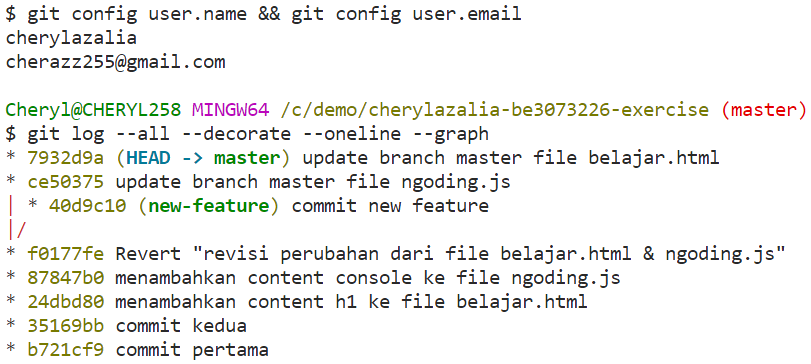 $ git config user.name && git config user.email
cherylazalia
cherazz255@gmail.com
Cheryl@CHERYL258 MINGW64 /c/demo/cherylazalia-be3073226-exercise (master)
$ git log --all --decorate --oneline --graph
* 7932d9a (HEAD -> master) update branch master file belajar.html
* ce50375 update branch master file ngoding.js
| * 40d9c10 (new-feature) commit new feature
|/
* f0177fe Revert "revisi perubahan dari file belajar.html & ngoding.js"
* 87847b0 menambahkan content console ke file ngoding.js
* 24dbd80 menambahkan content h1 ke file belajar.html
* 35169bb commit kedua
* b721cf9 commit pertama